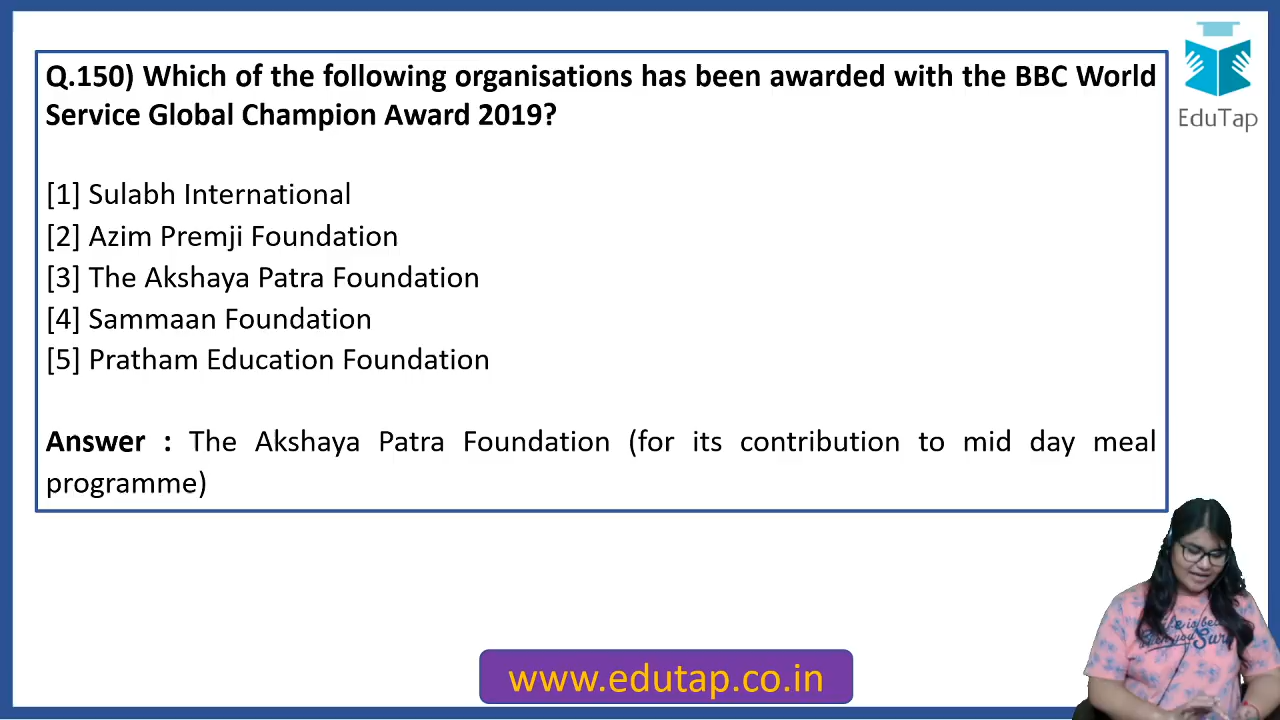 Q.150) Which of the following organisations has been awarded with the BBC World
Service Global Champion Award 2019?
[1] Sulabh International
[2] Azim Premji Foundation
[3] The Akshaya Patra Foundation
[4] Sammaan Foundation
[5] Pratham Education Foundation
Answer : The Akshaya Patra Foundation (for its contribution to mid day meal
programme)
EduTap
www.edutap.co.in